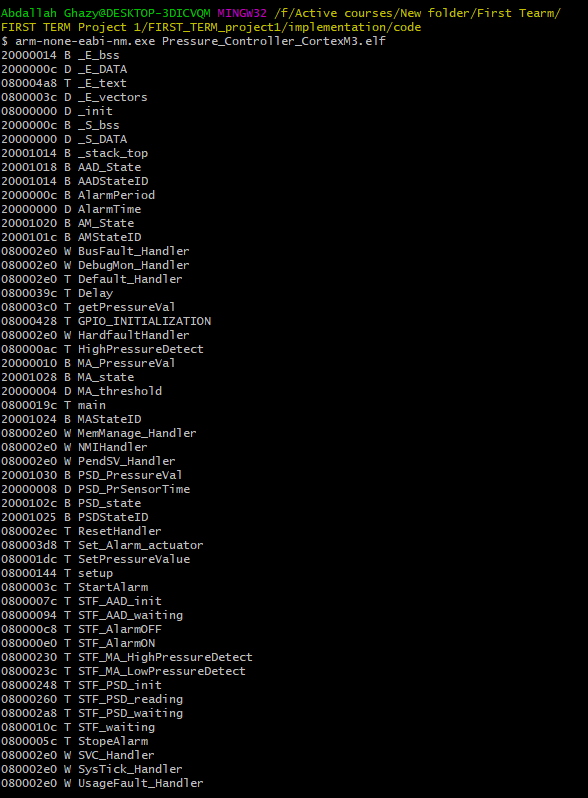 Abdallah Ghazy@DESKTOP-3DICVQM MINGW32 /f/Active courses/New folder/First Tearm/
FIRST TERM Project 1/FIRST_TERM_project1/implementation/code
$ arm-none-eabi-nm.exe Pressure_Controller_CortexM3.elf
20000014 B _E_bss
2000000c D _E_DATA
080004a8 T _E_text
0800003c D _E_vectors
20000000 D _init
2000000c B _S_bss
20000000 D _S_DATA
20001014 B _stack_top
20001018 B AAD_State
20001014 B AADStateID
2000000c B AlarmPeriod
20000000 D AlarmTime
20001020 B AM_State
2000101c B AMStateID
080002e0 W BusFault_Handler
080002e0 W DebugMon_Handler
080002e0 T Default_Handler
0800039c T Delay
080003c0 T getPressureVal
08000428 T GPIO_INITIALIZATION
080002e0 W HardfaultHandler
080000ac T HighPressureDetect
20000010 B MA_PressureVal
20001028 B MA_state
20000004 D MA_threshold
0800019c T main
20001024 B MAStateID
080002e0 W MemManage_Handler
080002e0 W NMIHandler
080002e0 W PendSV_Handler
20001030 B PSD_PressureVal
20000008 D PSD_PrSensorTime
2000102c B PSD_state
20001025 B PSDStateID
080002ec T ResetHandler
080003d8 T Set_Alarm_actuator
080001dc T SetPressureValue
08000144 T setup
0800003c T StartAlarm
0800007c T STF_AAD_init
08000094 T STF_AAD_waiting
080000c8 T STF_AlarmOFF
080000e0 T STF_AlarmON
08000230 T STF_MA_HighPressureDetect
0800023c T STF_MA_LowPressureDetect
08000248 T STF_PSD_init
08000260 T STF_PSD_reading
080002a8 T STF_PSD_waiting
0800010c T STF_waiting
0800005c T StopeAlarm
080002e0 W SVC_Handler
080002e0 W SysTick_Handler
080002e0 W UsageFault_Handler